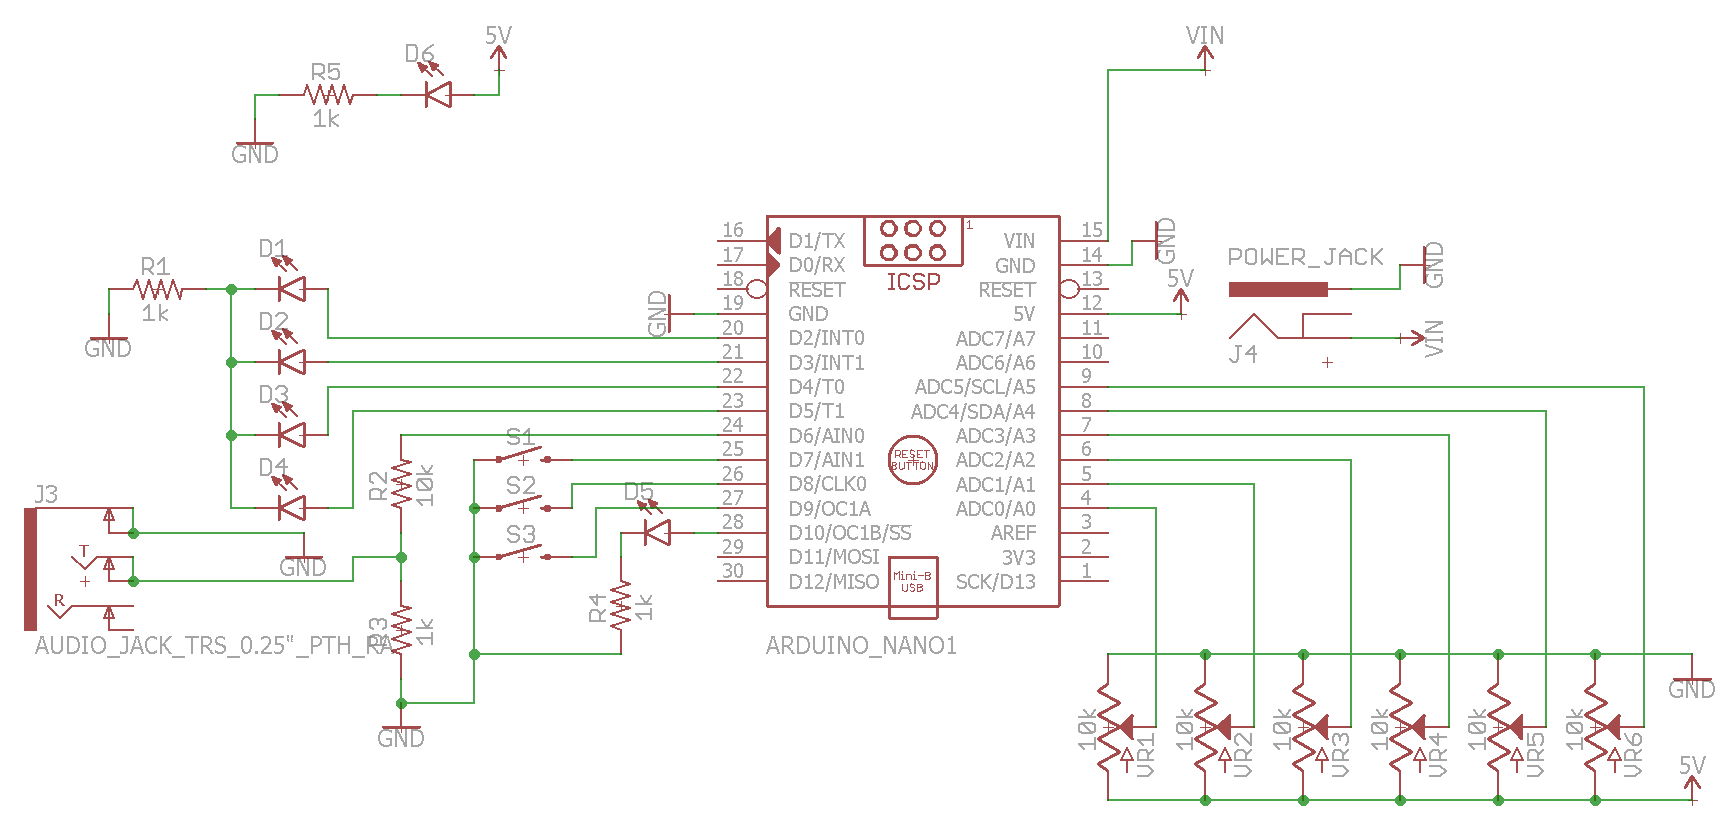 5V
VIN
D6
R5
1k
GND
16 D1/TX
17 D0/RX
18 RESET
19 GND
20 D2/INT0
21 D3/INT1
22 D4/T0
23 D5/T1
24 D6/AIN0
25 D7/AIN1
26 D8/CLK0
27 D9/OC1A
28 D10/OC1B/SS
29 D11/MOSI
30 D12/MISO
1
ICSP
RESET
BUTTON
Mini-B
USB
VIN 15
GND 14
RESET 13
5V 12
ADC7/A7 11
ADC6/A6 10
ADC5/SCL/A5 9
ADC4/SDA/A4 8
ADC3/A3 7
ADC2/A2 6
ADC1/A1 5
ADC0/A0 4
AREF 3
3V3 2
SCK/D13 1
ARDUINO_NANO1
GND
GND
5V
POWER_JACK
GND
VIN
J4
D1
R1
1k
GND
D2
D3
D4
J3
T
R
AUDIO_JACK_TRS_0.25"_PTH_RA
GND
R2
10k
R3
1k
GND
S1
S2
S3
D5
R4
1k
GND
10k
VR1
10k
VR2
10k
VR3
10k
VR4
10k
VR5
10k
VR6
5V